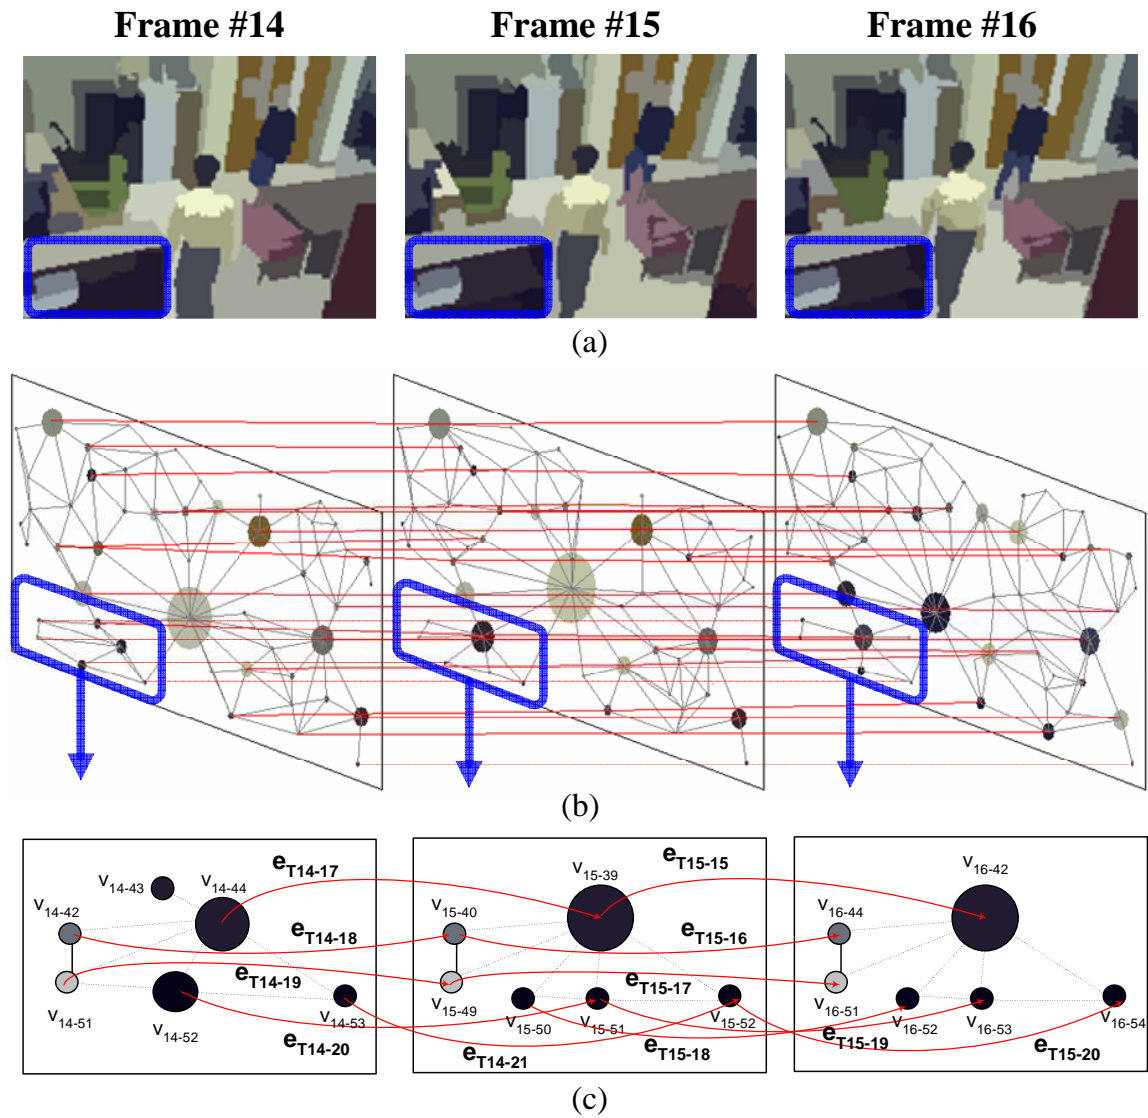 Frame #14 Frame #15 Frame #16
(a)
(b)
v14-43 v14-44 eT14-17 v15-39 eT15-15 v16-42
v14-42 v15-40 v16-44
eT14-18 eT15-16
eT14-19 eT15-17
v14-51 v14-52 v14-53 v15-49 v15-50 v15-51 v15-52 v16-51 v16-52 v16-53 v16-54
eT14-20 eT14-21 eT15-18 eT15-19 eT15-20
(c)